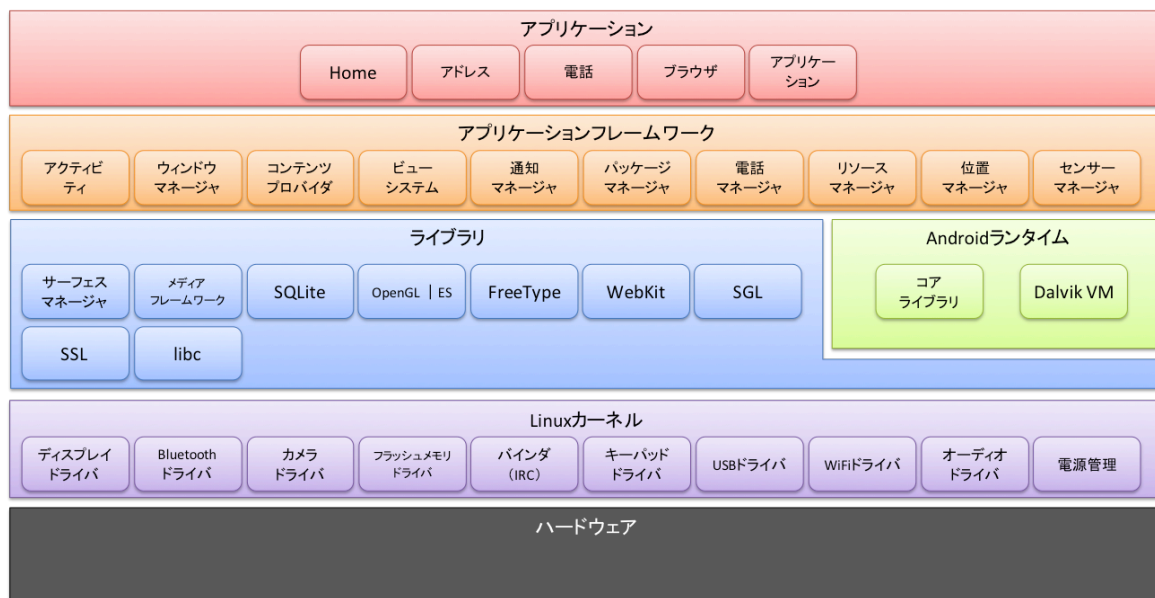 アプリケーション
Home
アドレス
電話
ブラウザ
アプリケー
ション
アプリケーションフレームワーク
アクティビ
ティ
ウィンドウ
マネージャ
コンテンツ
プロバイダ
ビュー
システム
通知
マネージャ
パッケージ
マネージャ
電話
マネージャ
リソース
マネージャ
位置
マネージャ
センサー
マネージャ
ライブラリ
サーフェス
マネージャ
メディア
フレームワーク
SQLite
OpenGL｜ES
FreeType
WebKit
SGL
SSL
libc
Androidランタイム
コア
ライブラリ
Dalvik VM
Linuxカーネル
ディスプレイ
ドライバ
Bluetooth
ドライバ
カメラ
ドライバ
フラッシュメモリ
ドライバ
バインダ
（IRC）
キーパッド
ドライバ
USBドライバ
WiFiドライバ
オーディオ
ドライバ
電源管理
ハードウェア